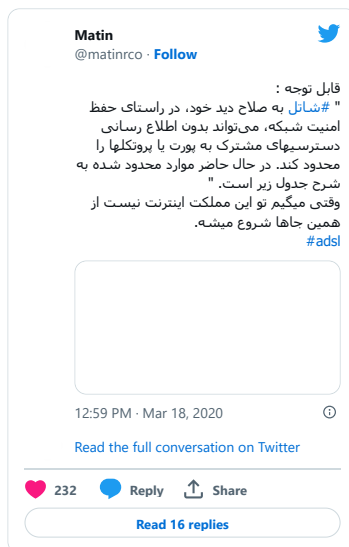 Matin
@matinrco · Follow
قابل توجه :
" #شاتل به صلاح دید خود، در راستای حفظ
امنیت شبکه، می‌تواند بدون اطلاع رسانی
دسترسیهای مشترک به پورت یا پروتکلها را
محدود کند. در حال حاضر موارد محدود شده به
شرح جدول زیر است. "
وقتی میگیم تو این مملکت اینترنت نیست از
همین جاها شروع میشه.
#adsl
12:59 PM · Mar 18, 2020
Read the full conversation on Twitter
232 Reply Share
Read 16 replies